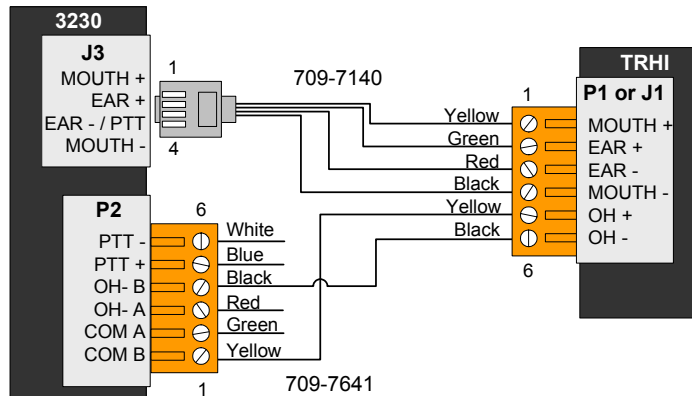 3230
J3
MOUTH +
EAR +
EAR - / PTT
MOUTH -
1
4
709-7140
TRHI
P1 or J1
1
Yellow
MOUTH +
Green
EAR +
Red
EAR -
Black
MOUTH -
Yellow
OH +
Black
OH -
6
P2
6
PTT -
White
PTT +
Blue
OH- B
Black
OH- A
Red
COM A
Green
COM B
Yellow
1
709-7641